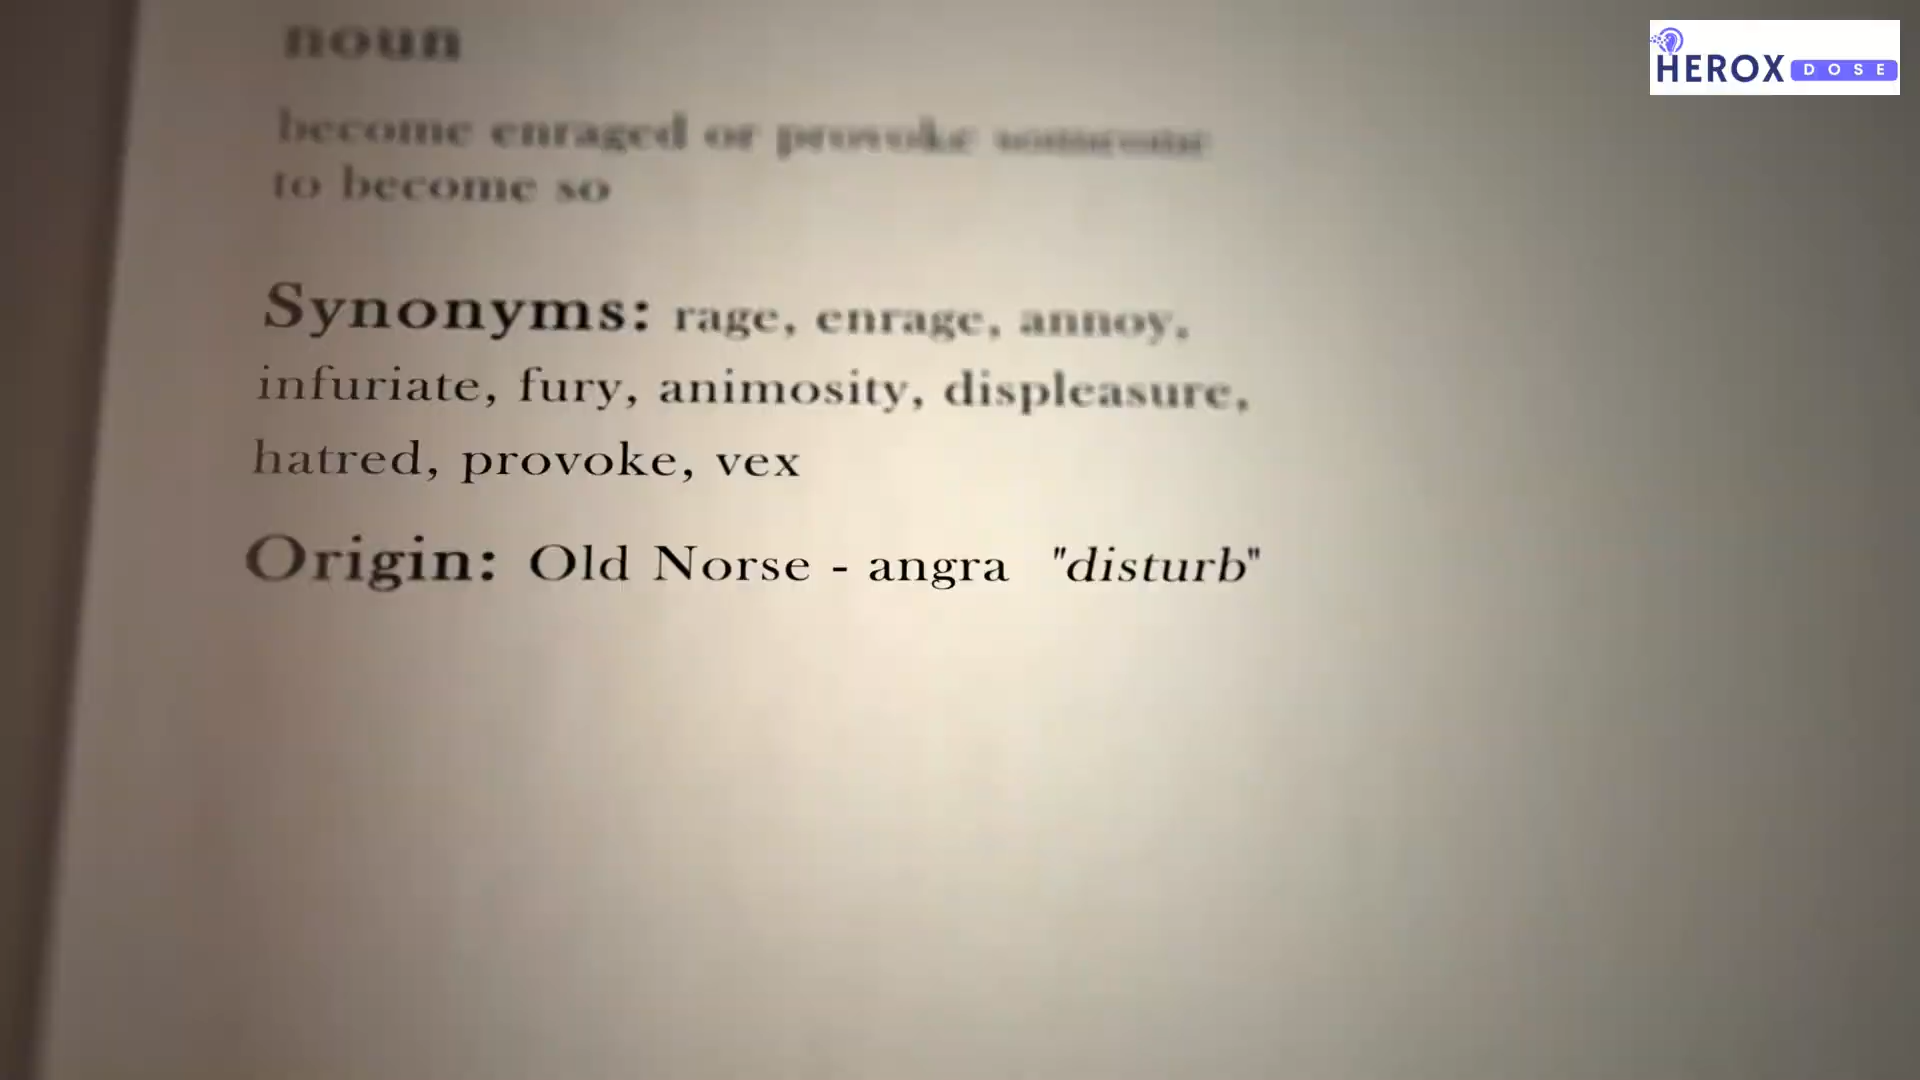 noun
HEROX DOSE
become enraged or provoke someone
to become so
Synonyms: rage, enrage, annoy,
infuriate, fury, animosity, displeasure,
hatred, provoke, vex
Origin: Old Norse - angra "disturb"